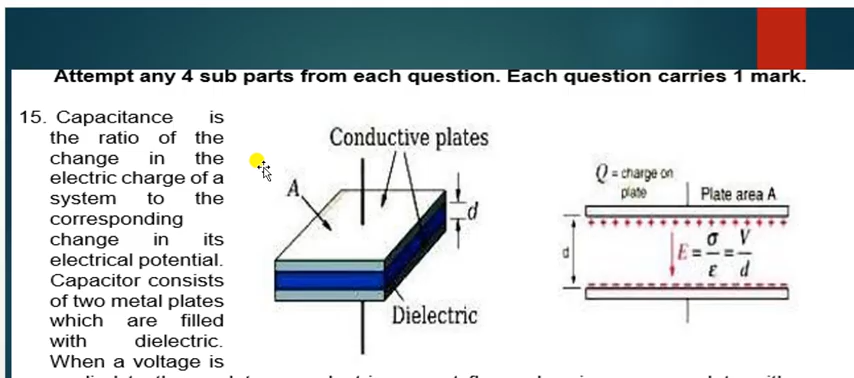 Attempt any 4 sub parts from each question. Each question carries 1 mark.
15. Capacitance is
the ratio of the
change in the
electric charge of a
system to the
corresponding
change in its
electrical potential.
Capacitor consists
of two metal plates
which are filled
with dielectric.
When a voltage is
Conductive plates
A
d
Dielectric
Q = charge on
plate
Plate area A
d
E = σ/ε = V/d